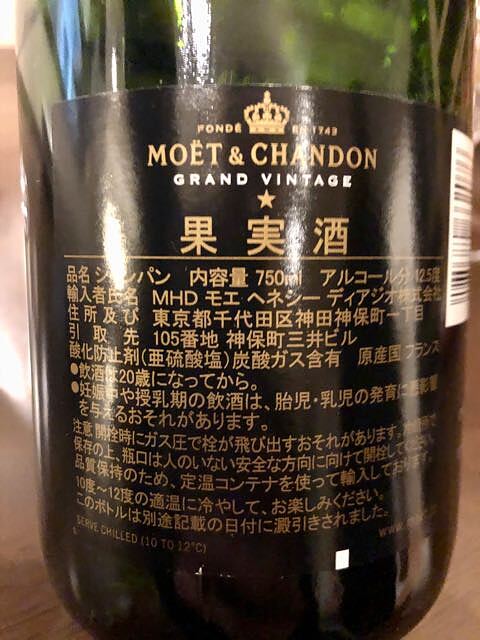 FONDÉ EN 1743
MOËT & CHANDON
GRAND VINTAGE
果実酒
品名 シャンパン 内容量 750ml アルコール分 12.5度
輸入者氏名 MHD モエ ヘネシー ディアジオ株式会社
住所及び 東京都千代田区神田神保町一丁目
引取先 105番地 神保町三井ビル
酸化防止剤(亜硫酸塩)炭酸ガス含有 原産国 フランス
●飲酒は20歳になってから。
●妊娠中や授乳期の飲酒は、胎児・乳児の発育に悪影響
を与えるおそれがあります。
注意 開栓時にガス圧で栓が飛び出すおそれがあります。
保存の上、瓶口は人のいない安全な方向に向けて開栓してください。
品質保持のため、定温コンテナを使って輸入しております。
10度〜12度の適温に冷やして、お楽しみください。
このボトルは別途記載の日付に澱引きされました。
SERVE CHILLED (10 TO 12°C)
www.